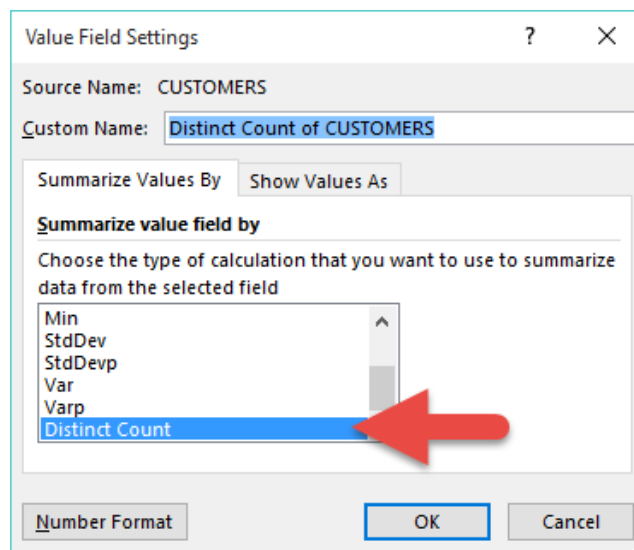 Value Field Settings ?
Source Name: CUSTOMERS
Custom Name: Distinct Count of CUSTOMERS
Summarize Values By Show Values As
Summarize value field by
Choose the type of calculation that you want to use to summarize
data from the selected field
Min
StdDev
StdDevp
Var
Varp
Distinct Count
Number Format OK Cancel